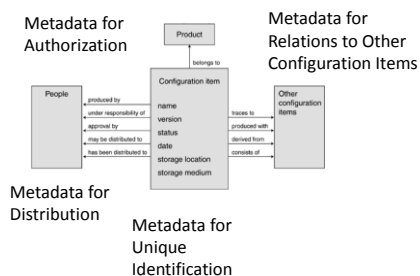 Metadata for
Authorization
Product
Metadata for
Relations to Other
Configuration Items
belongs to
People
Configuration item
Other
configuration
items
produced by
under responsibility of
approval by
may be distributed to
has been distributed to
name
version
status
date
storage location
storage medium
traces to
produced with
derived from
consists of
Metadata for
Distribution
Metadata for
Unique
Identification